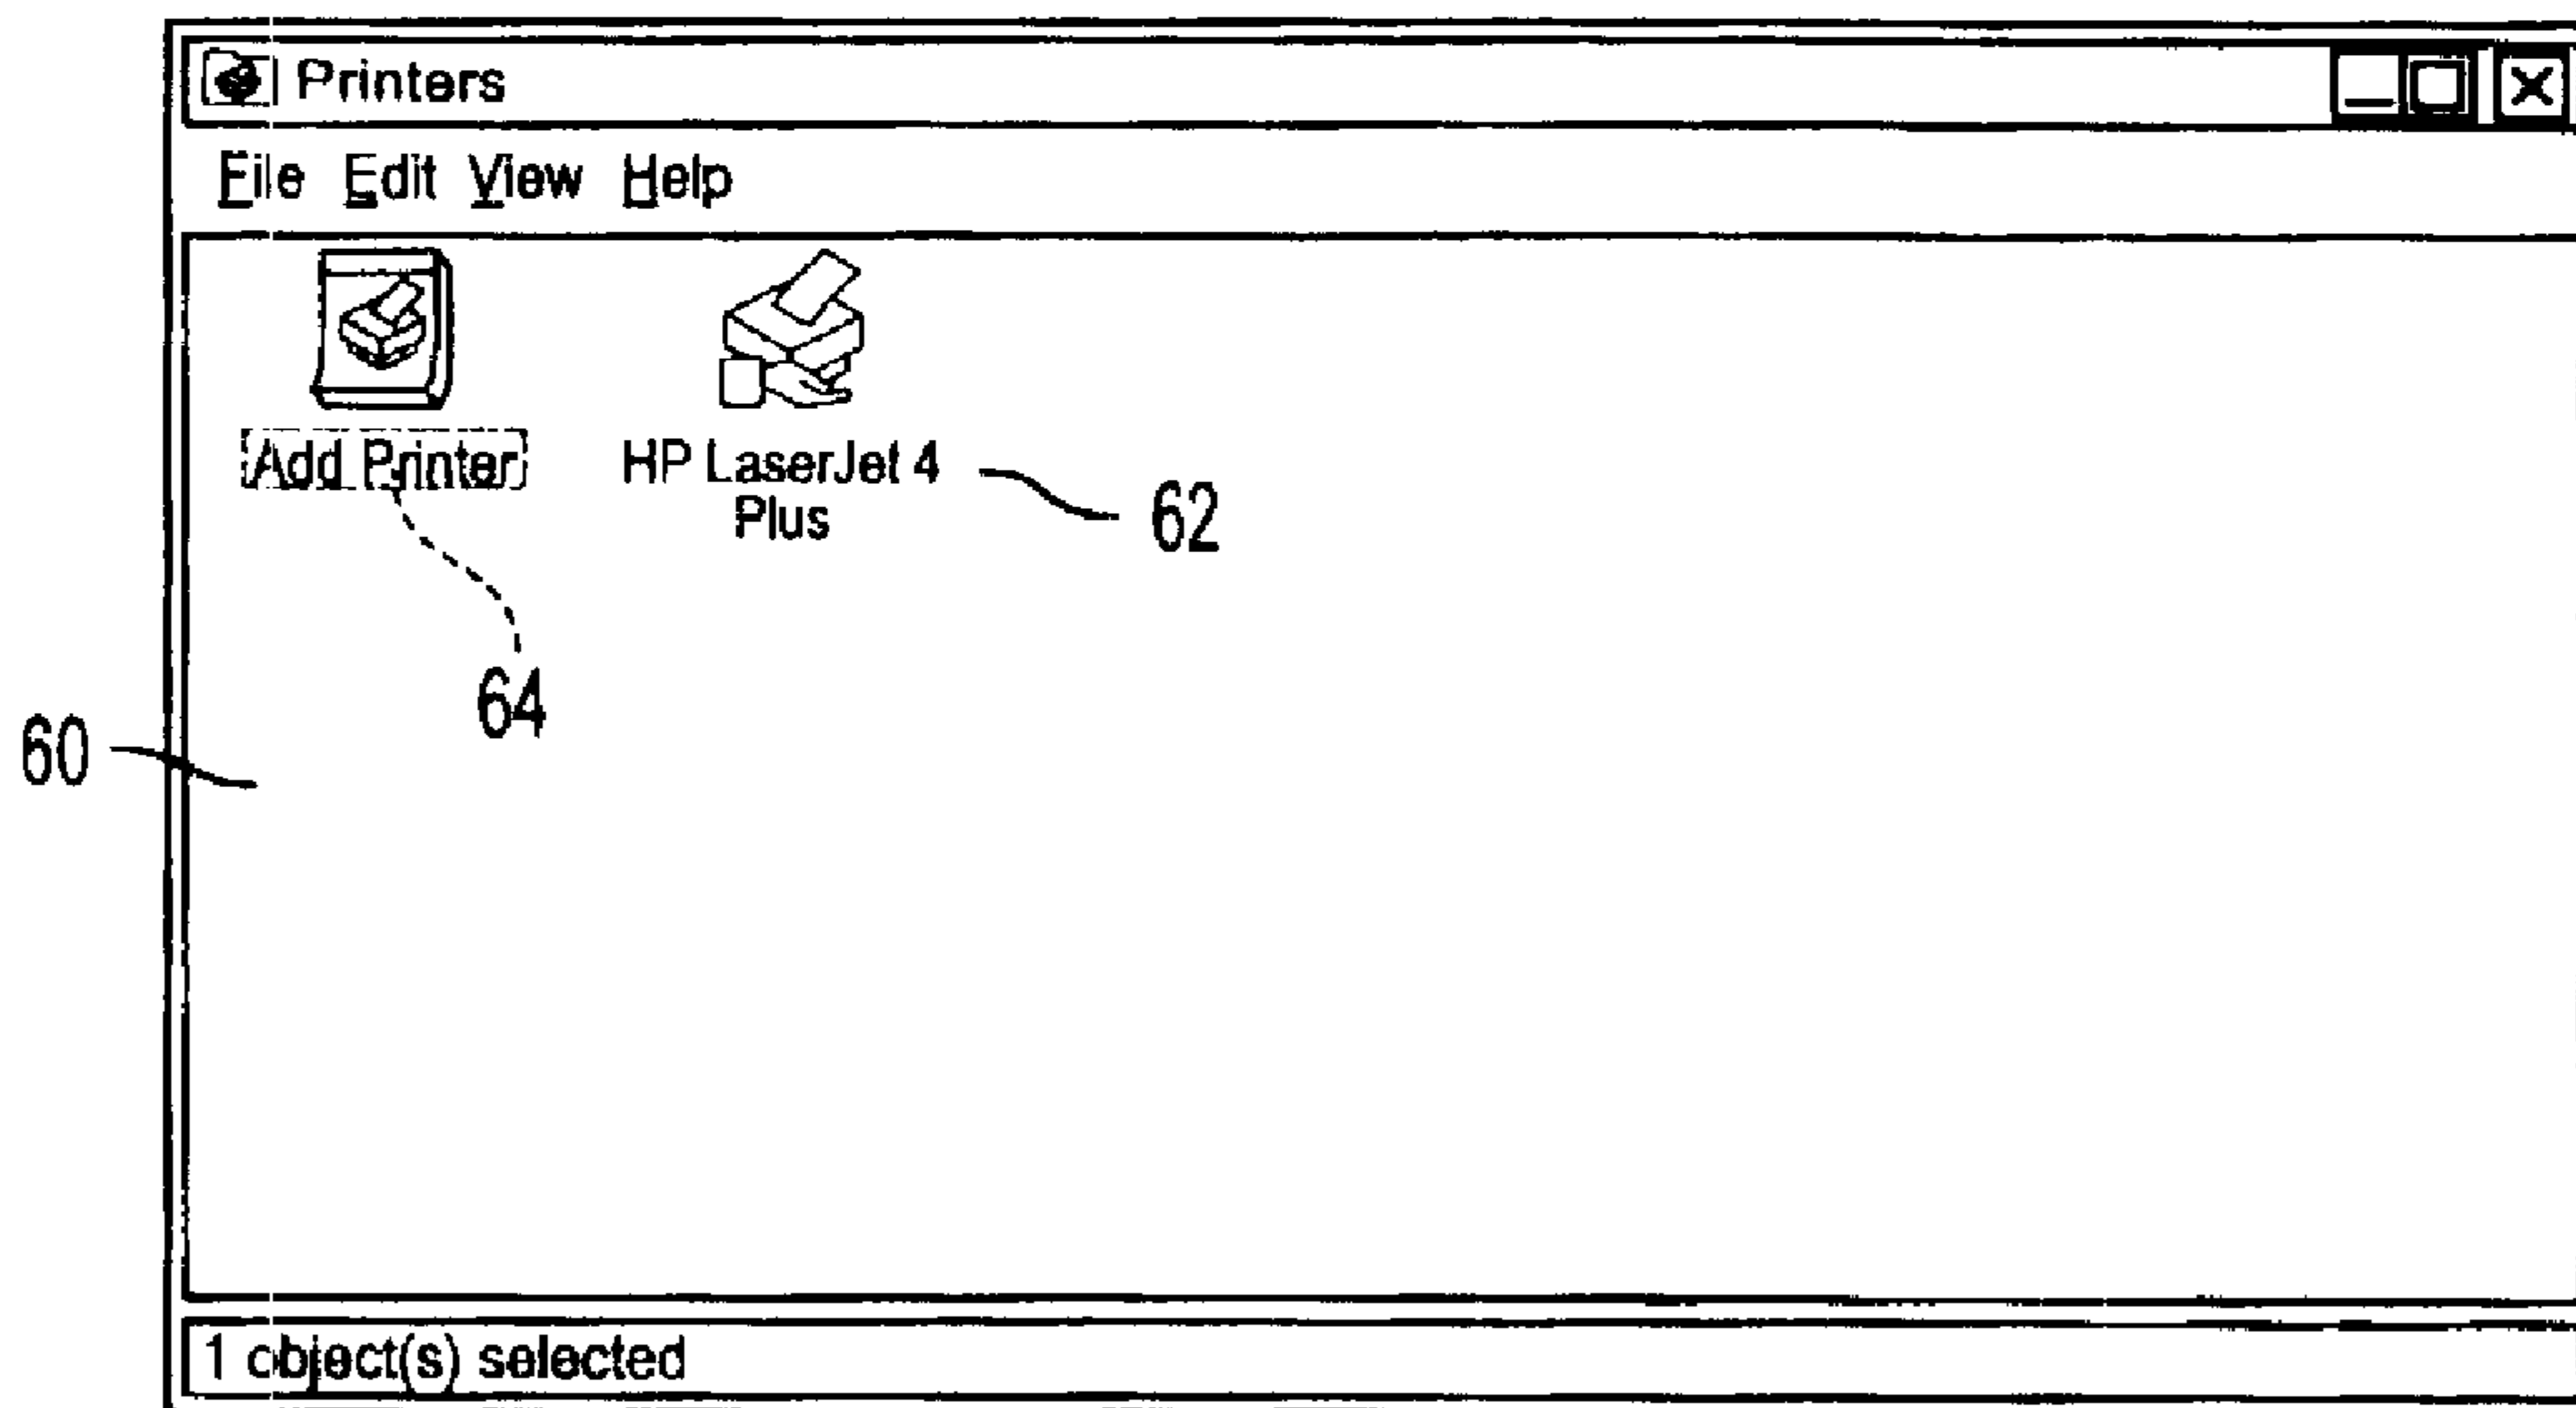 Printers
File Edit View Help
Add Printer
HP LaserJet 4
Plus
62
64
60
1 object(s) selected